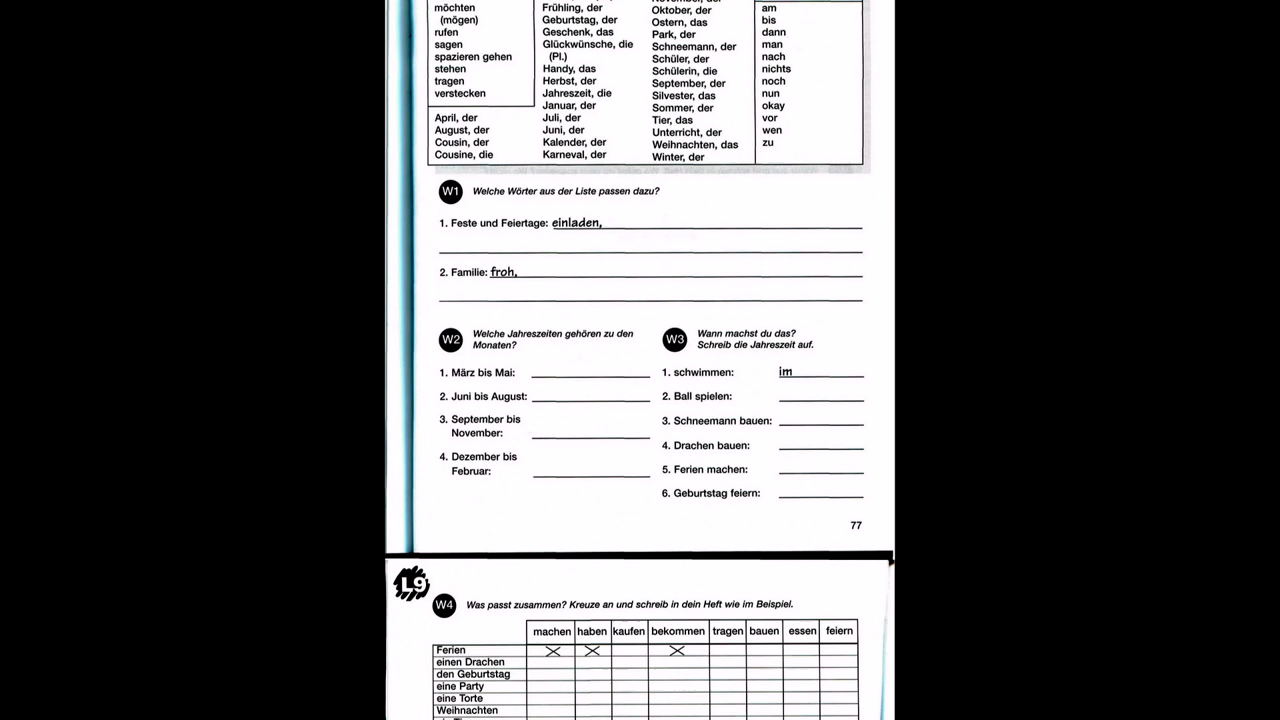 möchten
(mögen)
rufen
sagen
spazieren gehen
stehen
tragen
verstecken
April, der
August, der
Cousin, der
Cousine, die
Frühling, der
Geburtstag, der
Geschenk, das
Glückwünsche, die
(Pl.)
Handy, das
Herbst, der
Jahreszeit, die
Januar, der
Juli, der
Juni, der
Kalender, der
Karneval, der
Oktober, der
Ostern, das
Park, der
Schneemann, der
Schüler, der
Schülerin, die
September, der
Silvester, das
Sommer, der
Tier, das
Unterricht, der
Weihnachten, das
Winter, der
am
bis
dann
man
nach
nichts
noch
nun
okay
vor
wen
zu
W1 Welche Wörter aus der Liste passen dazu?
1. Feste und Feiertage: einladen,
2. Familie: froh,
W2 Welche Jahreszeiten gehören zu den
Monaten?
1. März bis Mai:
2. Juni bis August:
3. September bis
November:
4. Dezember bis
Februar:
W3 Wann machst du das?
Schreib die Jahreszeit auf.
1. schwimmen: im
2. Ball spielen:
3. Schneemann bauen:
4. Drachen bauen:
5. Ferien machen:
6. Geburtstag feiern:
77
L9
W4 Was passt zusammen? Kreuze an und schreib in dein Heft wie im Beispiel.
machen haben kaufen bekommen tragen bauen essen feiern
Ferien
einen Drachen
den Geburtstag
eine Party
eine Torte
Weihnachten